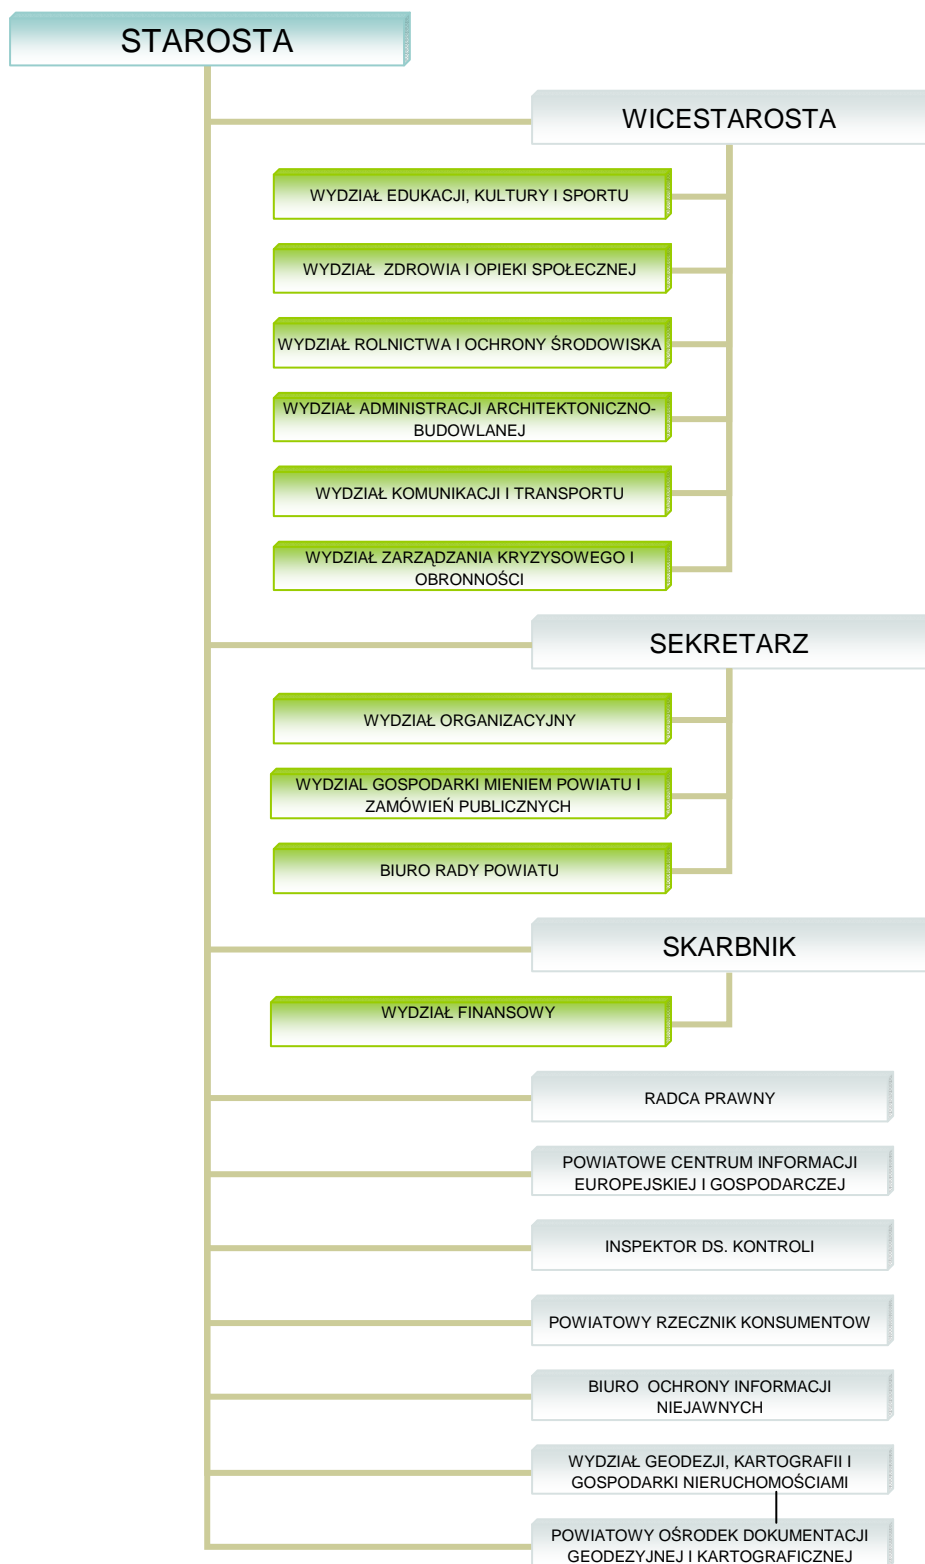 STAROSTA
WICESTAROSTA
WYDZIAŁ EDUKACJI, KULTURY I SPORTU
WYDZIAŁ ZDROWIA I OPIEKI SPOŁECZNEJ
WYDZIAŁ ROLNICTWA I OCHRONY ŚRODOWISKA
WYDZIAŁ ADMINISTRACJI ARCHITEKTONICZNO-
BUDOWLANEJ
WYDZIAŁ KOMUNIKACJI I TRANSPORTU
WYDZIAŁ ZARZĄDZANIA KRYZYSOWEGO I
OBRONNOŚCI
SEKRETARZ
WYDZIAŁ ORGANIZACYJNY
WYDZIAL GOSPODARKI MIENIEM POWIATU I
ZAMÓWIEŃ PUBLICZNYCH
BIURO RADY POWIATU
SKARBNIK
WYDZIAŁ FINANSOWY
RADCA PRAWNY
POWIATOWE CENTRUM INFORMACJI
EUROPEJSKIEJ I GOSPODARCZEJ
INSPEKTOR DS. KONTROLI
POWIATOWY RZECZNIK KONSUMENTOW
BIURO OCHRONY INFORMACJI
NIEJAWNYCH
WYDZIAŁ GEODEZJI, KARTOGRAFII I
GOSPODARKI NIERUCHOMOŚCIAMI
POWIATOWY OŚRODEK DOKUMENTACJI
GEODEZYJNEJ I KARTOGRAFICZNEJ